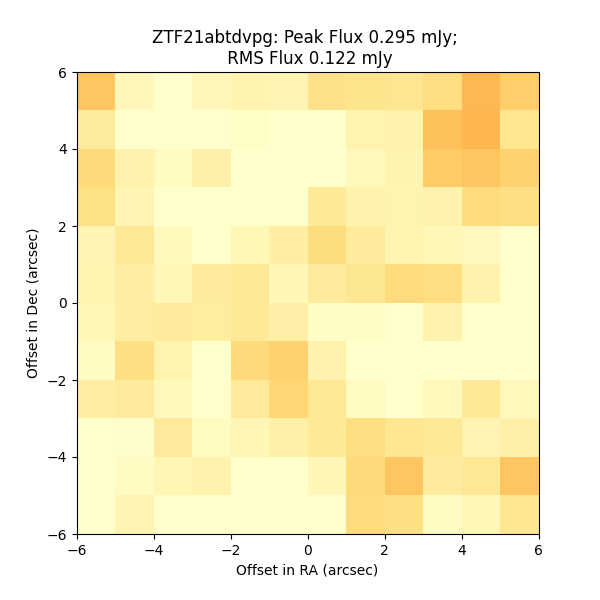 ZTF21abtdvpg: Peak Flux 0.295 mJy;
RMS Flux 0.122 mJy
6
4
2
0
−2
−4
−6
Offset in Dec (arcsec)
−6 −4 −2 0 2 4 6
Offset in RA (arcsec)